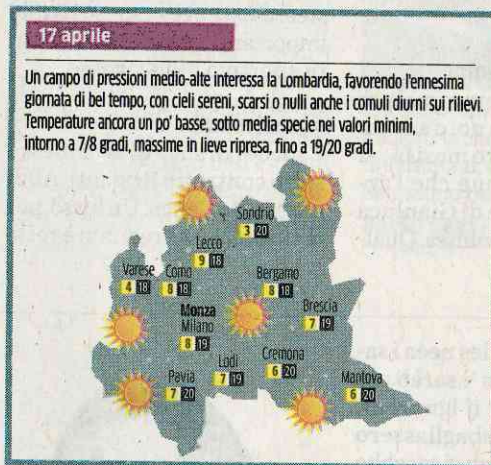 17 aprile
Un campo di pressioni medio-alte interessa la Lombardia, favorendo l'ennesima
giornata di bel tempo, con cieli sereni, scarsi o nulli anche i comuli diurni sui rilievi.
Temperature ancora un po' basse, sotto media specie nei valori minimi,
intorno a 7/8 gradi, massime in lieve ripresa, fino a 19/20 gradi.
Sondrio
3 20
Lecco
9 18
Varese
4 18
Como
8 18
Bergamo
8 18
Brescia
7 19
Monza
Milano
8 19
Lodi
7 19
Cremona
6 20
Pavia
7 20
Mantova
6 20